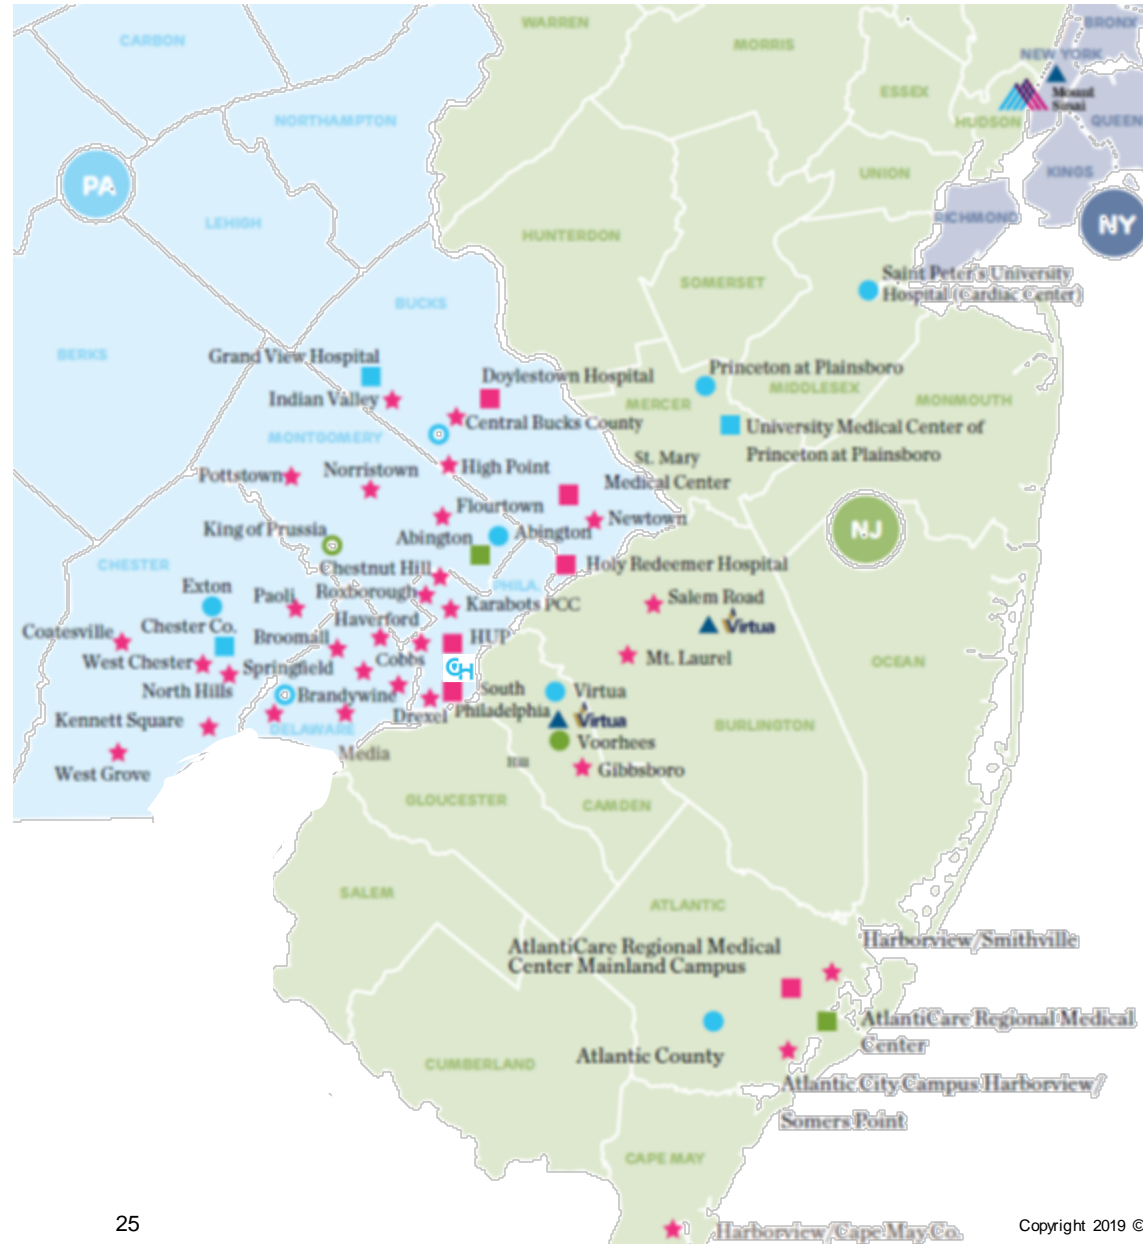 WARREN
BRONX
CARBON
MORRIS
NEW YORK
ESSEX
Mount
Sinai
NORTHAMPTON
HUDSON
QUEEN
UNION
KINGS
PA
RICHMOND
LEHIGH
NY
HUNTERDON
SOMERSET
Saint Peter's University
Hospital (Cardiac Center)
BUCKS
BERKS
Grand View Hospital
Princeton at Plainsboro
Doylestown Hospital
MIDDLESEX
Indian Valley
MERCER
MONMOUTH
Central Bucks County
University Medical Center of
Princeton at Plainsboro
MONTGOMERY
St. Mary
Medical Center
High Point
Norristown
Pottstown
Flourtown
Newtown
King of Prussia
Abington
Abington
NJ
CHESTER
Chestnut Hill
Holy Redeemer Hospital
PHILA.
Exton
Paoli
Roxborough
Karabots PCC
Salem Road
Haverford
Chester Co.
Virtua
Coatesville
Broomall
HUP
West Chester
Springfield
Cobbs
CH
Mt. Laurel
OCEAN
North Hills
Brandywine
South
Philadelphia
Virtua
Kennett Square
Drexel
Virtua
BURLINGTON
DELAWARE
Voorhees
Media
West Grove
Gibbsboro
GLOUCESTER
CAMDEN
SALEM
ATLANTIC
Harborview/Smithville
AtlantiCare Regional Medical
Center Mainland Campus
AtlantiCare Regional Medical
Center
Atlantic County
CUMBERLAND
Atlantic City Campus Harborview/
Somers Point
CAPE MAY
25
Harborview/Cape May Co.
Copyright 2019 ©